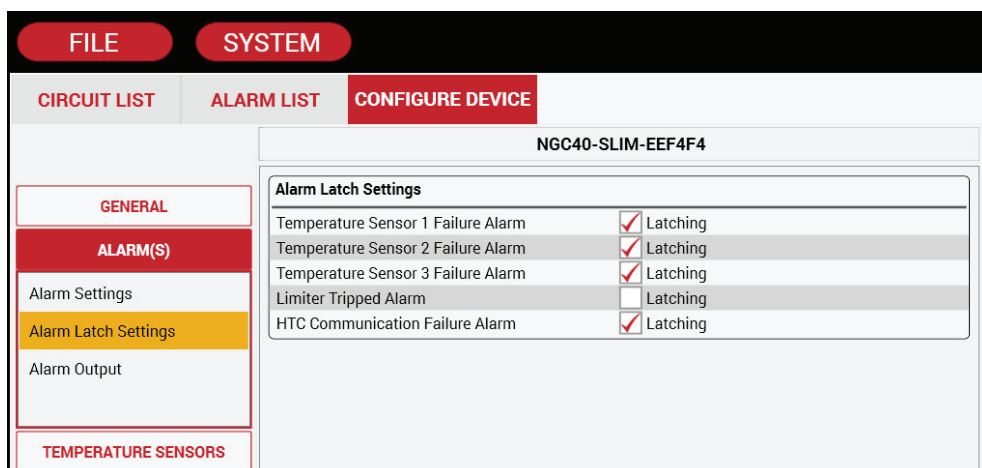 FILE SYSTEM
CIRCUIT LIST ALARM LIST CONFIGURE DEVICE
NGC40-SLIM-EEF4F4
GENERAL
ALARM(S)
Alarm Settings
Alarm Latch Settings
Alarm Output
TEMPERATURE SENSORS
Alarm Latch Settings
Temperature Sensor 1 Failure Alarm Latching
Temperature Sensor 2 Failure Alarm Latching
Temperature Sensor 3 Failure Alarm Latching
Limiter Tripped Alarm Latching
HTC Communication Failure Alarm Latching